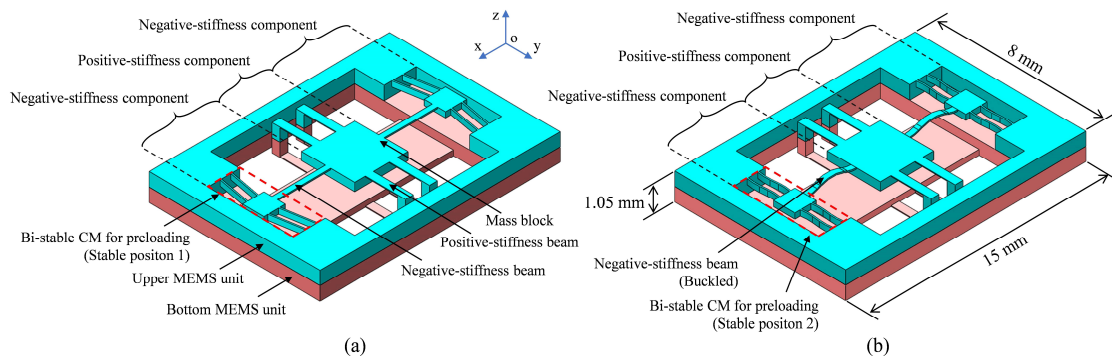 Negative-stiffness component
Positive-stiffness component
Negative-stiffness component
z
x
o
y
Mass block
Positive-stiffness beam
Negative-stiffness beam
Bi-stable CM for preloading
(Stable positon 1)
Upper MEMS unit
Bottom MEMS unit
(a)
Negative-stiffness component
Positive-stiffness component
Negative-stiffness component
8 mm
1.05 mm
15 mm
Negative-stiffness beam
(Buckled)
Bi-stable CM for preloading
(Stable positon 2)
(b)